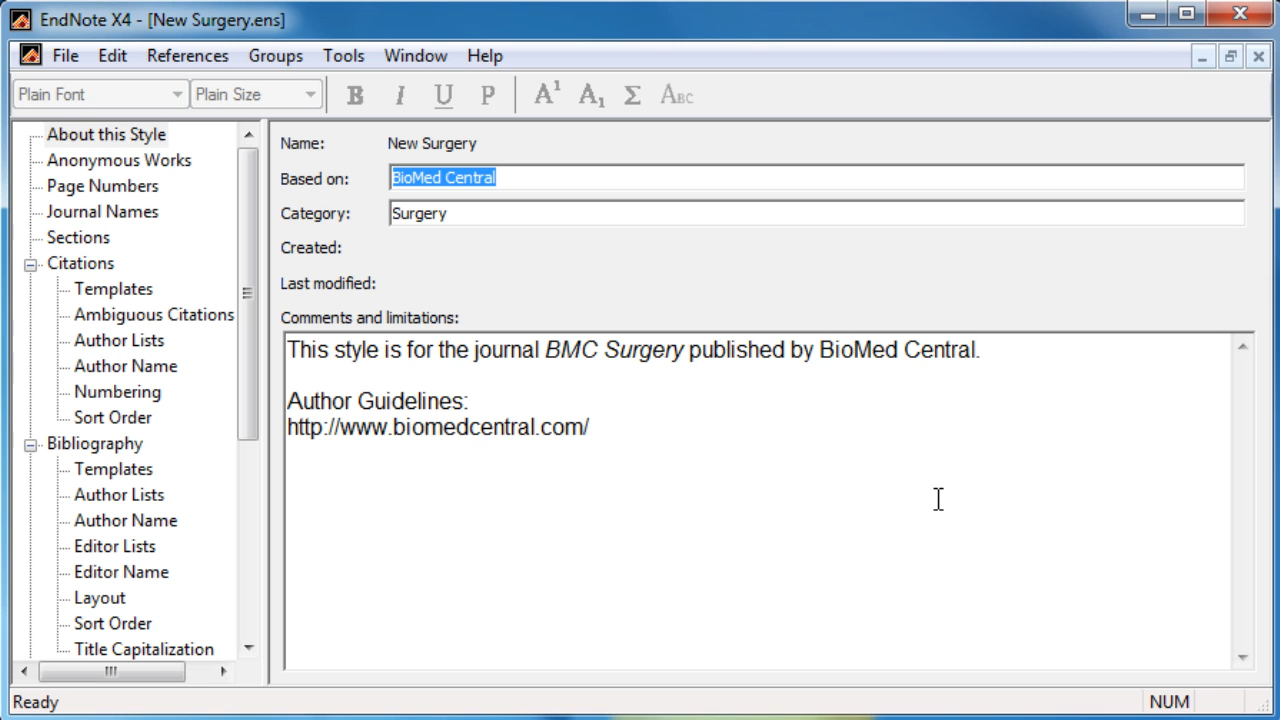 EndNote X4 - [New Surgery.ens]
File Edit References Groups Tools Window Help
Plain Font Plain Size B I U P A1 A1 Σ ABC
About this Style
Anonymous Works
Page Numbers
Journal Names
Sections
Citations
Templates
Ambiguous Citations
Author Lists
Author Name
Numbering
Sort Order
Bibliography
Templates
Author Lists
Author Name
Editor Lists
Editor Name
Layout
Sort Order
Title Capitalization
Name: New Surgery
Based on: BioMed Central
Category: Surgery
Created:
Last modified:
Comments and limitations:
This style is for the journal BMC Surgery published by BioMed Central.
Author Guidelines:
http://www.biomedcentral.com/
Ready NUM